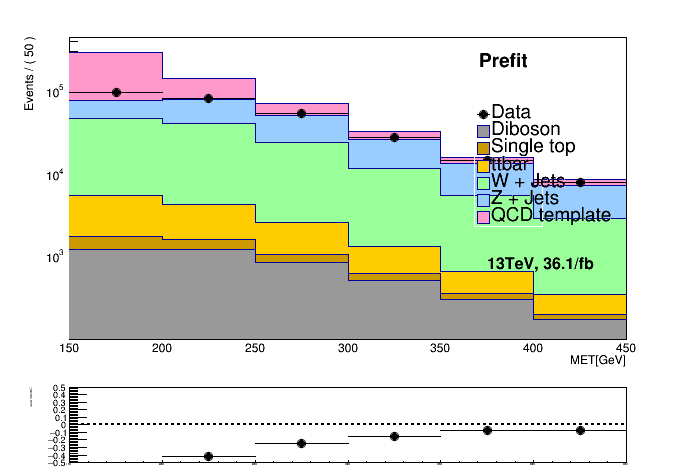 Events / ( 50 )
Prefit
10^5
10^4
10^3
Data
Diboson
Single top
ttbar
W + Jets
Z + Jets
QCD template
13TeV, 36.1/fb
150 200 250 300 350 400 450
MET[GeV]
0.5
0.4
0.3
0.2
0.1
0
−0.1
−0.2
−0.3
−0.4
−0.5